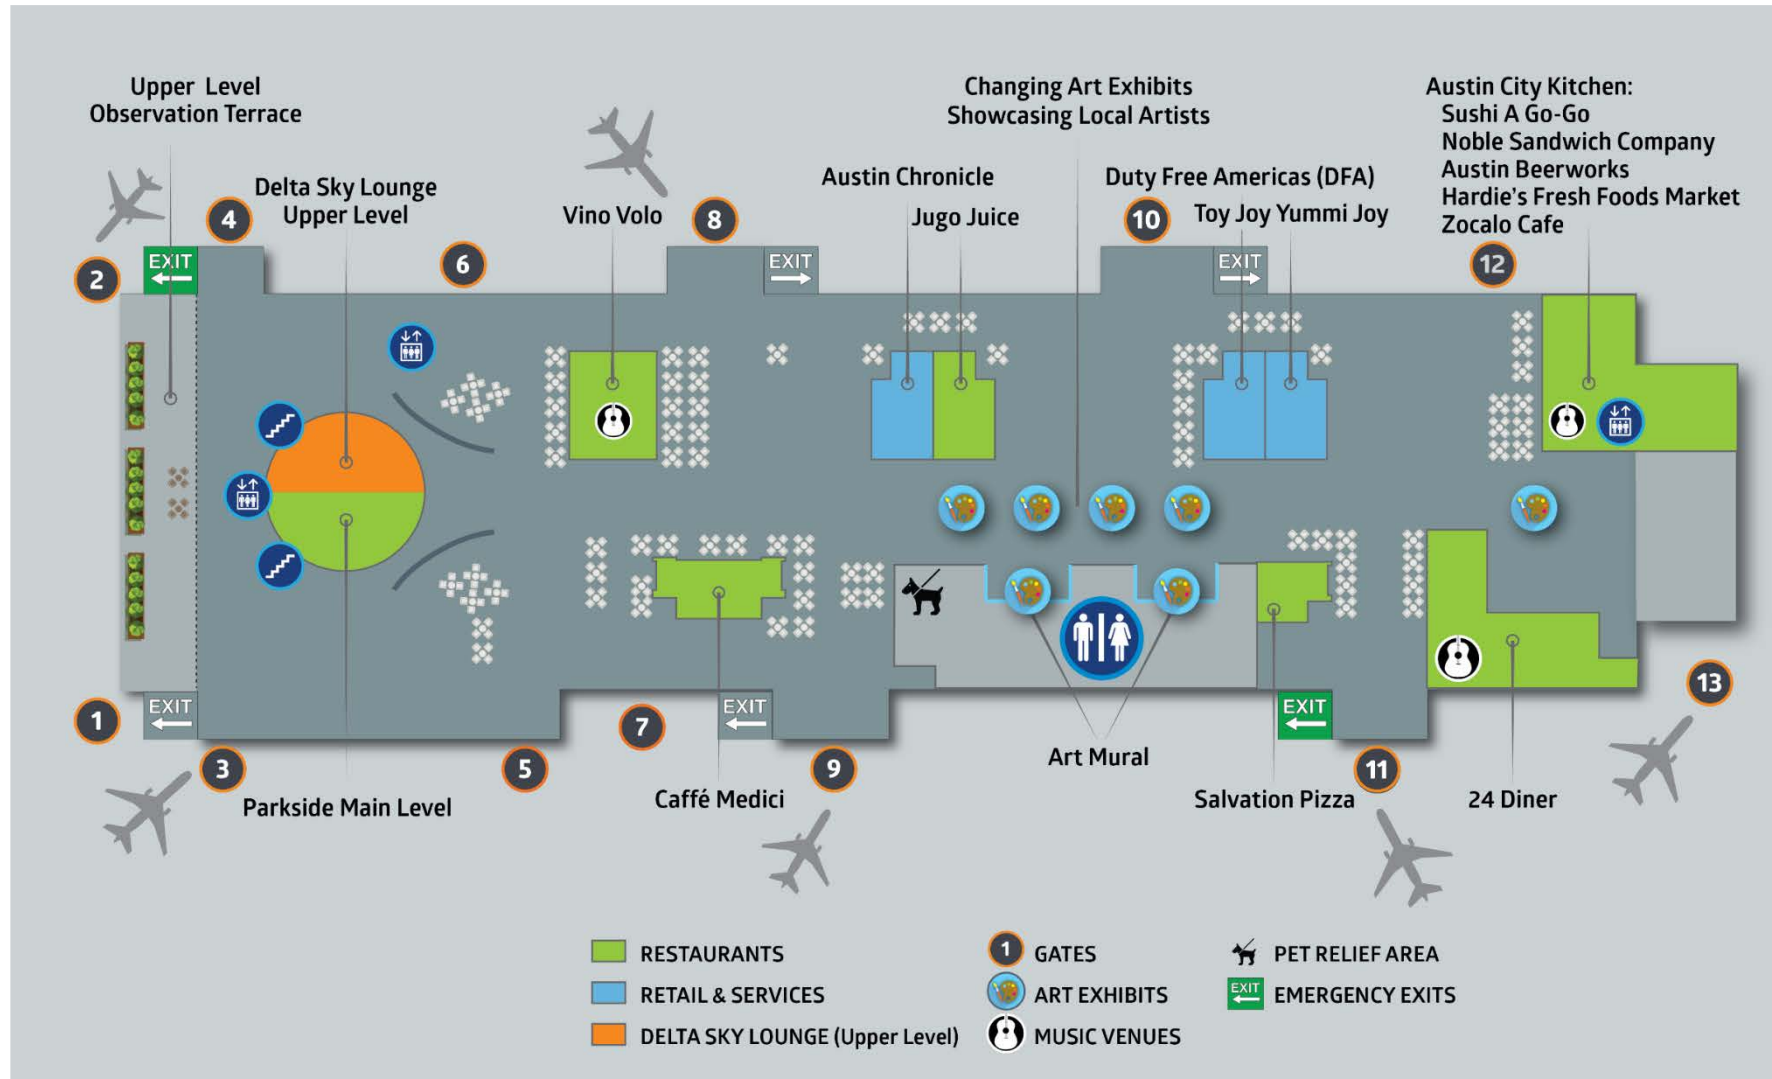 Upper Level
Observation Terrace
Delta Sky Lounge
Upper Level
Vino Volo
Changing Art Exhibits
Showcasing Local Artists
Austin Chronicle
Jugo Juice
Duty Free Americas (DFA)
Toy Joy Yummi Joy
Austin City Kitchen:
Sushi A Go-Go
Noble Sandwich Company
Austin Beerworks
Hardie's Fresh Foods Market
Zocalo Cafe
4
8
10
2
6
12
EXIT
EXIT
EXIT
1
EXIT
7
EXIT
EXIT
13
3
5
9
11
Art Mural
Parkside Main Level
Caffé Medici
Salvation Pizza
24 Diner
RESTAURANTS
RETAIL & SERVICES
DELTA SKY LOUNGE (Upper Level)
1
GATES
ART EXHIBITS
MUSIC VENUES
PET RELIEF AREA
EXIT
EMERGENCY EXITS